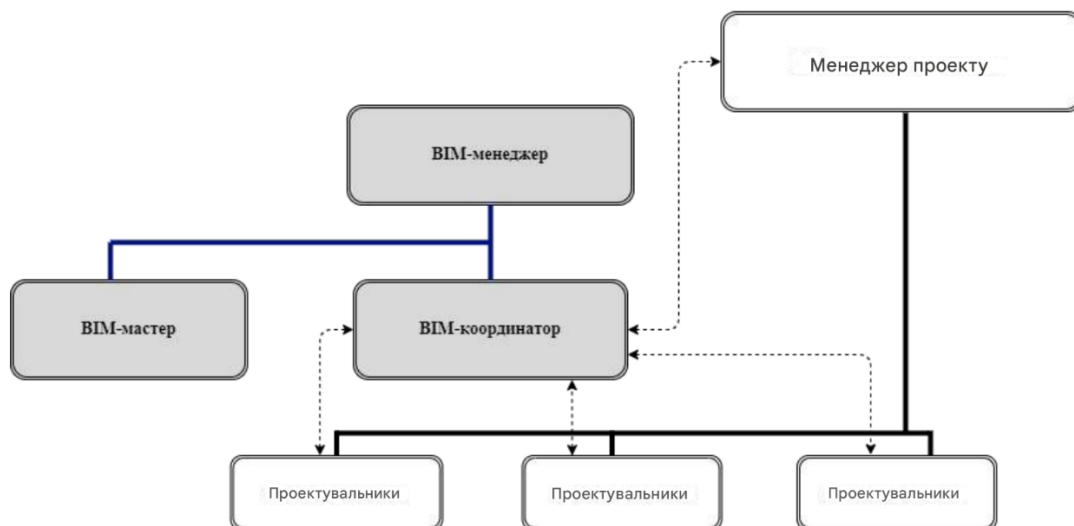 Менеджер проекту
BIM-менеджер
BIM-мастер
BIM-координатор
Проектувальники
Проектувальники
Проектувальники